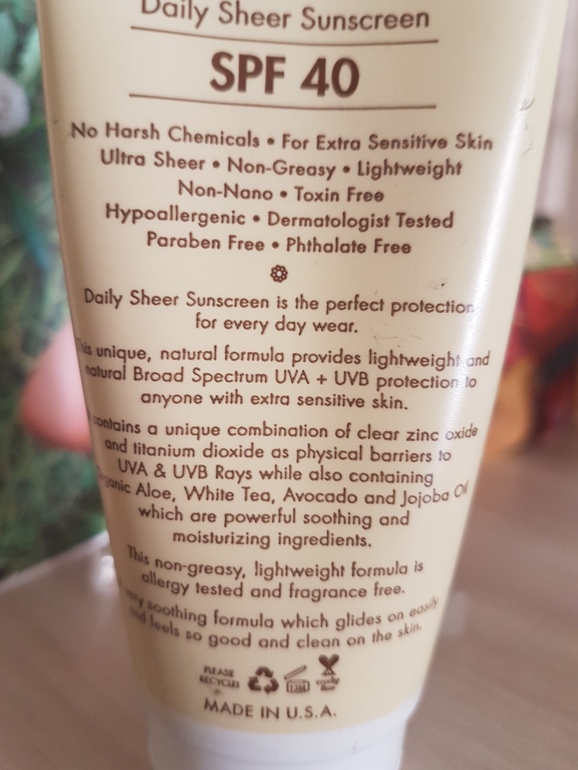 Daily Sheer Sunscreen
SPF 40
No Harsh Chemicals • For Extra Sensitive Skin
Ultra Sheer • Non-Greasy • Lightweight
Non-Nano • Toxin Free
Hypoallergenic • Dermatologist Tested
Paraben Free • Phthalate Free
Daily Sheer Sunscreen is the perfect protection
for every day wear.
This unique, natural formula provides lightweight and
natural Broad Spectrum UVA + UVB protection to
anyone with extra sensitive skin.
contains a unique combination of clear zinc oxide
and titanium dioxide as physical barriers to
UVA & UVB Rays while also containing
Organic Aloe, White Tea, Avocado and Jojoba Oil
which are powerful soothing and
moisturizing ingredients.
This non-greasy, lightweight formula is
allergy tested and fragrance free.
soothing formula which glides on easily
and feels so good and clean on the skin.
PLEASE
RECYCLE!
MADE IN U.S.A.